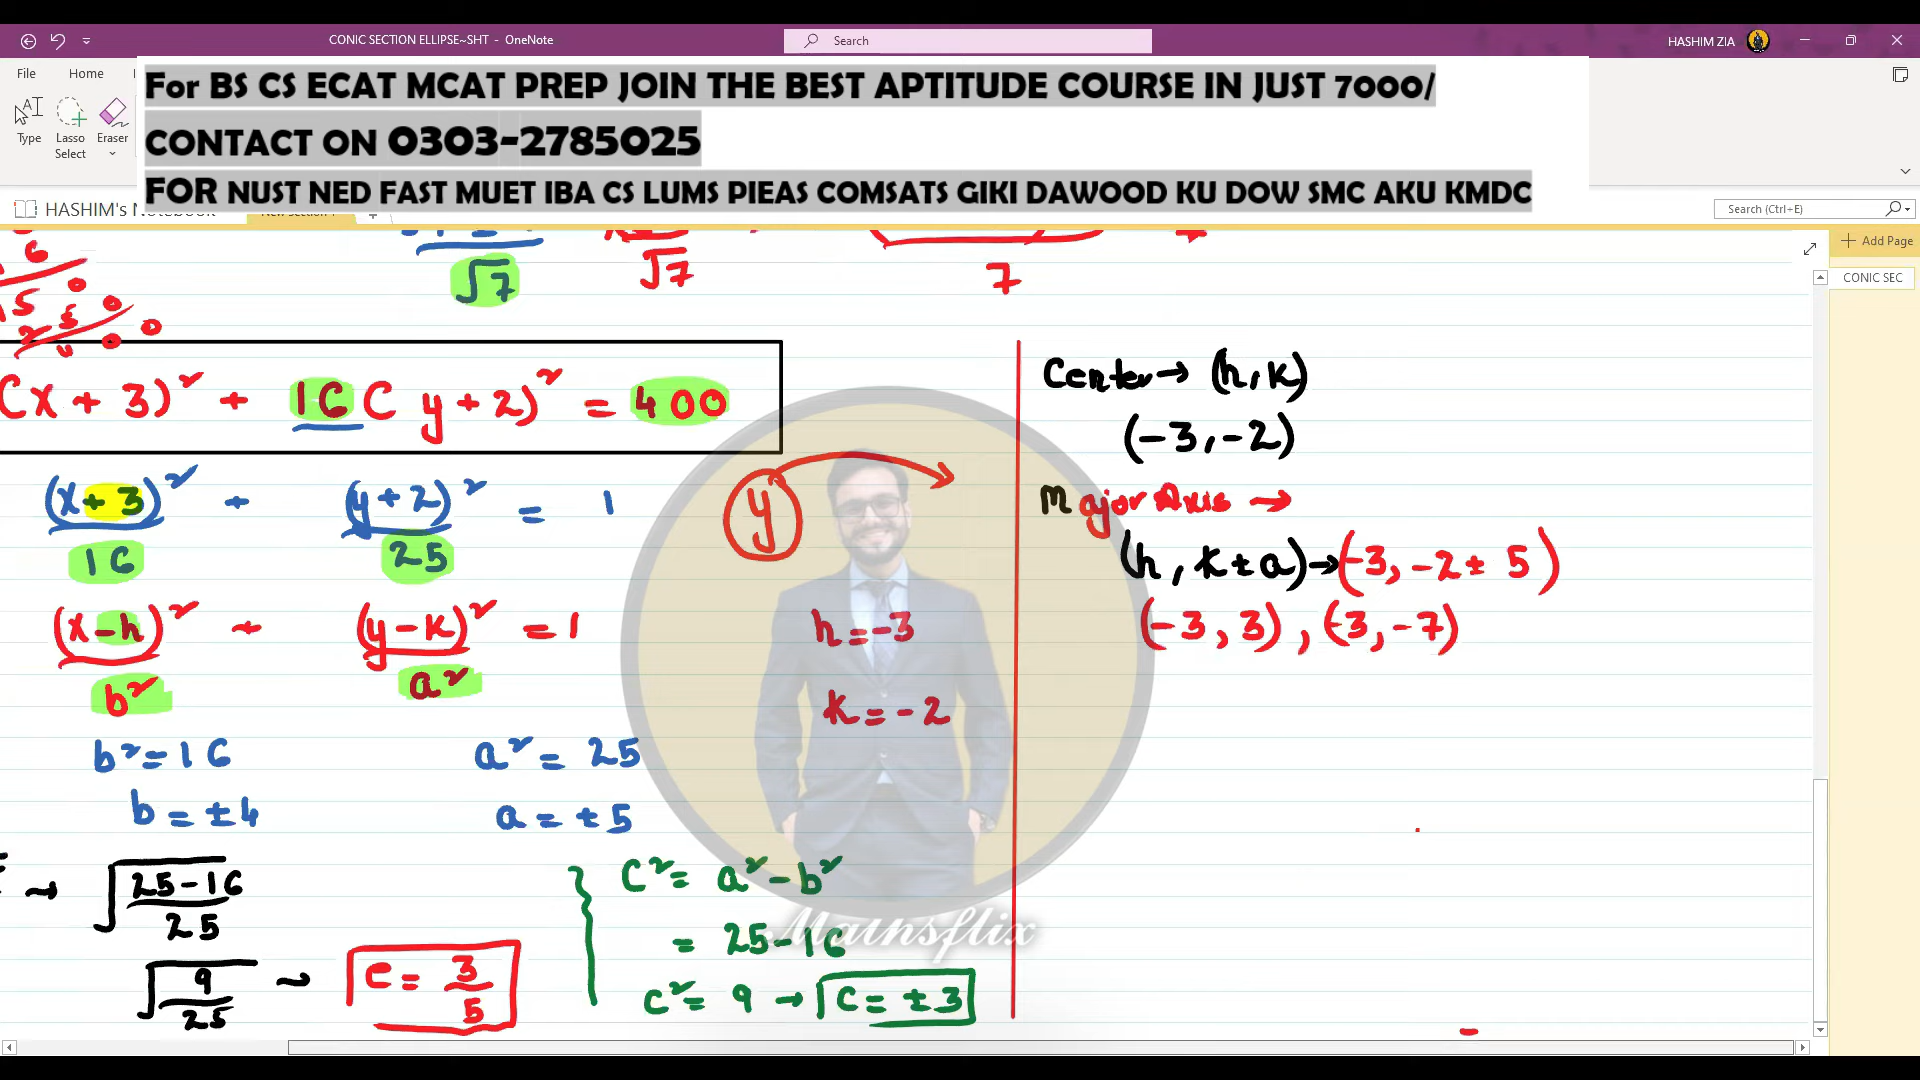 CONIC SECTION ELLIPSE~SHT - OneNote
Search
HASHIM ZIA
File
Home
For BS CS ECAT MCAT PREP JOIN THE BEST APTITUDE COURSE IN JUST 7000/
CONTACT ON 0303-2785025
FOR NUST NED FAST MUET IBA CS LUMS PIEAS COMSATS GIKI DAWOOD KU DOW SMC AKU KMDC
Type
Lasso Select
Eraser
HASHIM's Notebook
Search (Ctrl+E)
Add Page
CONIC SEC
√7
√7
7
(x + 3)² + 16 ( y + 2)² = 400
(x + 3)² / 16 + (y + 2)² / 25 = 1
y
(x - h)² / b² + (y - k)² / a² = 1
h = -3
k = -2
b² = 16
a² = 25
b = ±4
a = ±5
→ √25-16 / 25
√9 / 25 → e = 3/5
c² = a² - b²
= 25-16
c² = 9 → c = ±3
Center → (h, k)
(-3, -2)
Major Axis →
(h, k ± a) → (-3, -2 ± 5)
(-3, 3), (-3, -7)
Mainsflix